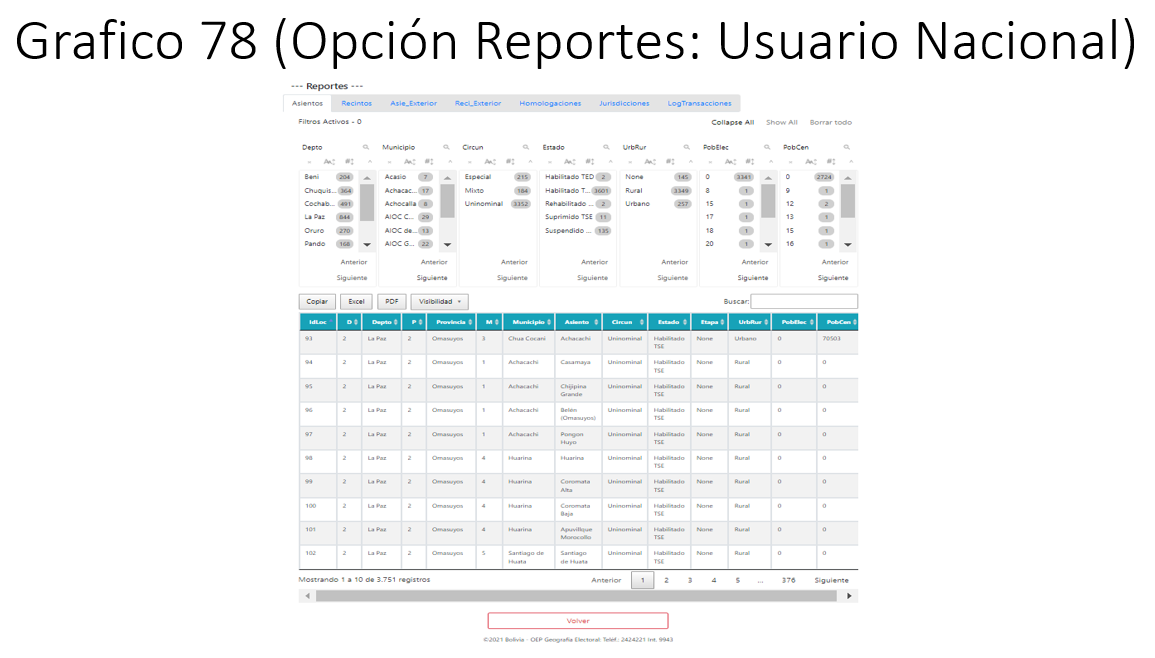 Grafico 78 (Opción Reportes: Usuario Nacional)
--- Reportes ---
Asientos Recintos Asie_Exterior Reci_Exterior Homologaciones Jurisdicciones LogTransacciones
Filtros Activos - 0 Collapse All Show All Borrar todo
Depto Municipio Circun Estado UrbRur PobElec PobCen
Beni 204 Acasio 7 Especial 215 Habilitado TED 2 None 145 0 3341 0 2724
Chuquis... 364 Achacac... 17 Mixto 184 Habilitado T... 3601 Rural 3349 8 1 9 1
Cochab... 491 Achocalla 8 Uninominal 3352 Rehabilitado ... 2 Urbano 257 15 1 12 2
La Paz 844 AIOC C... 29 Suprimido TSE 11 17 1 13 1
Oruro 270 AIOC de... 13 Suspendido ... 135 18 1 15 1
Pando 168 AIOC G... 22 20 1 16 1
Anterior Anterior Anterior Anterior Anterior Anterior Anterior
Siguiente Siguiente Siguiente Siguiente Siguiente Siguiente Siguiente
Copiar Excel PDF Visibilidad Buscar:
IdLoc D Depto P Provincia M Municipio Asiento Circun Estado Etapa UrbRur PobElec PobCen
93 2 La Paz 2 Omasuyos 3 Chua Cocani Achacachi Uninominal Habilitado TSE None Urbano 0 70503
94 2 La Paz 2 Omasuyos 1 Achacachi Casamaya Uninominal Habilitado TSE None Rural 0 0
95 2 La Paz 2 Omasuyos 1 Achacachi Chijipina Grande Uninominal Habilitado TSE None Rural 0 0
96 2 La Paz 2 Omasuyos 1 Achacachi Belén (Omasuyos) Uninominal Habilitado TSE None Rural 0 0
97 2 La Paz 2 Omasuyos 1 Achacachi Pongon Huyo Uninominal Habilitado TSE None Rural 0 0
98 2 La Paz 2 Omasuyos 4 Huarina Huarina Uninominal Habilitado TSE None Rural 0 0
99 2 La Paz 2 Omasuyos 4 Huarina Coromata Alta Uninominal Habilitado TSE None Rural 0 0
100 2 La Paz 2 Omasuyos 4 Huarina Coromata Baja Uninominal Habilitado TSE None Rural 0 0
101 2 La Paz 2 Omasuyos 4 Huarina Apuvillque Morocollo Uninominal Habilitado TSE None Rural 0 0
102 2 La Paz 2 Omasuyos 5 Santiago de Huata Santiago de Huata Uninominal Habilitado TSE None Rural 0 0
Mostrando 1 a 10 de 3.751 registros Anterior 1 2 3 4 5 ... 376 Siguiente
Volver
©2021 Bolivia - OEP Geografía Electoral: Teléf.: 2424221 Int. 9943